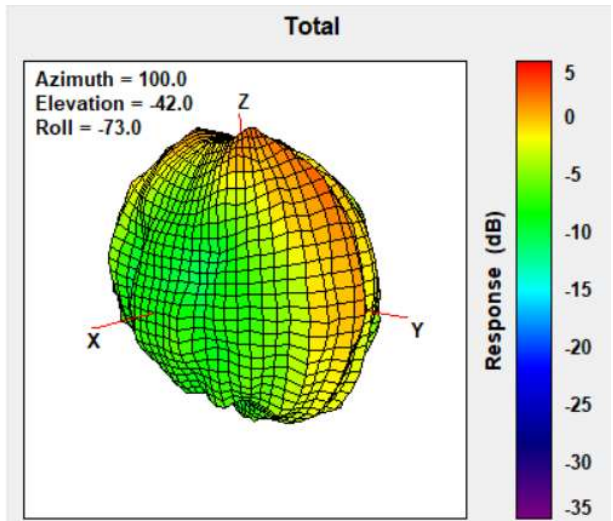 Total
Azimuth = 100.0
Elevation = -42.0
Roll = -73.0
Z
X
Y
Response (dB)
5
0
-5
-10
-15
-20
-25
-30
-35